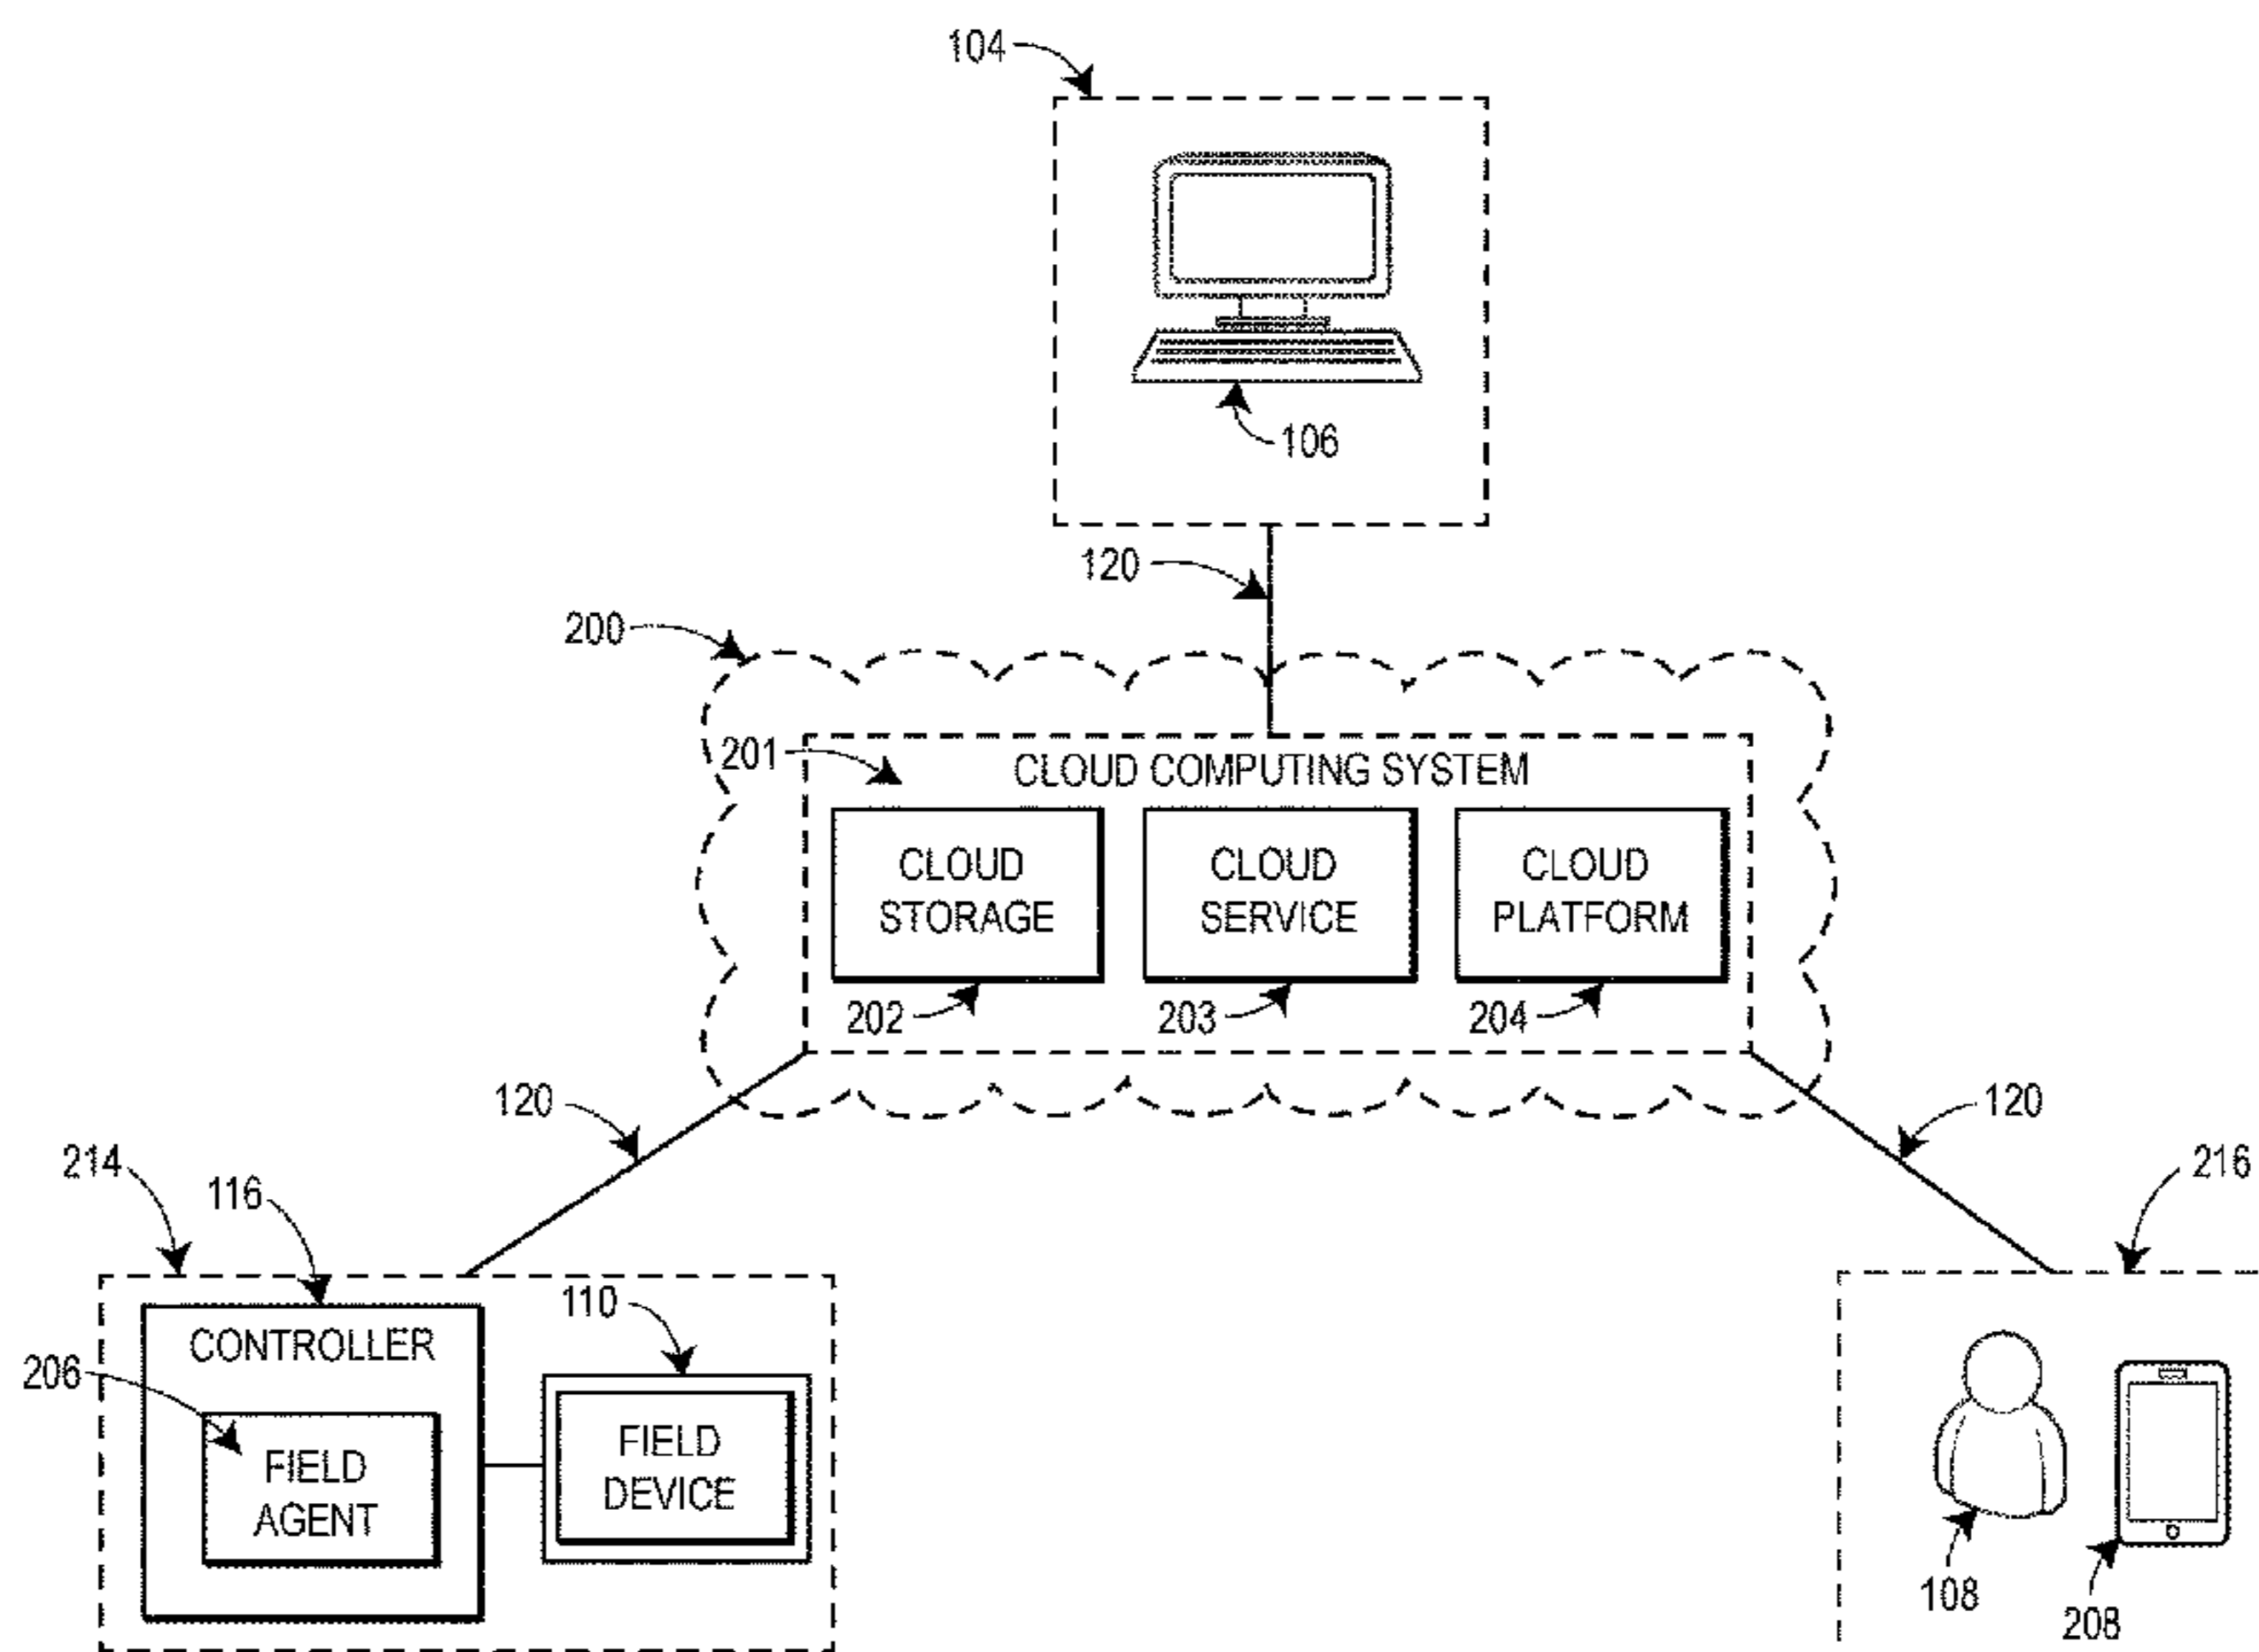 104
106
120
200
201
CLOUD COMPUTING SYSTEM
CLOUD
STORAGE
CLOUD
SERVICE
CLOUD
PLATFORM
202
203
204
120
120
214
116
216
110
CONTROLLER
206
FIELD
AGENT
FIELD
DEVICE
108
208